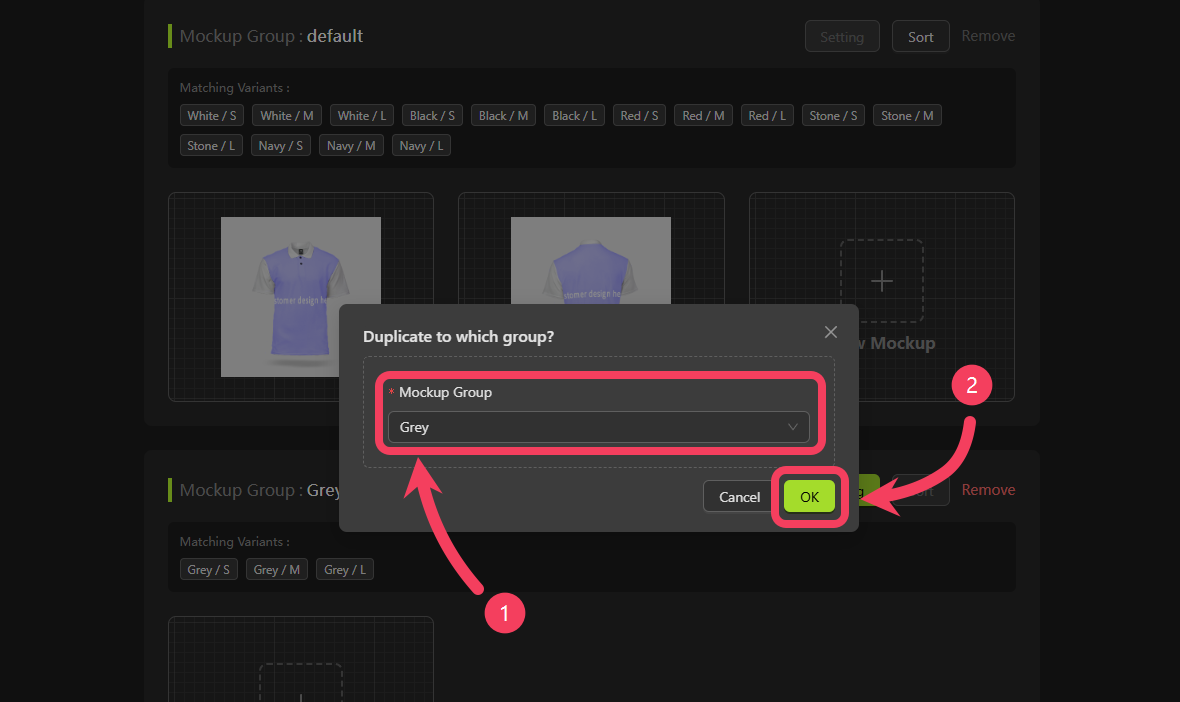 Mockup Group : default
Setting
Sort
Remove
Matching Variants :
White / S White / M White / L Black / S Black / M Black / L Red / S Red / M Red / L Stone / S Stone / M
Stone / L Navy / S Navy / M Navy / L
stomer design he
stomer design he
Mockup
Duplicate to which group?
* Mockup Group
Grey
Cancel
OK
2
1
Mockup Group : Grey
Remove
Matching Variants :
Grey / S Grey / M Grey / L